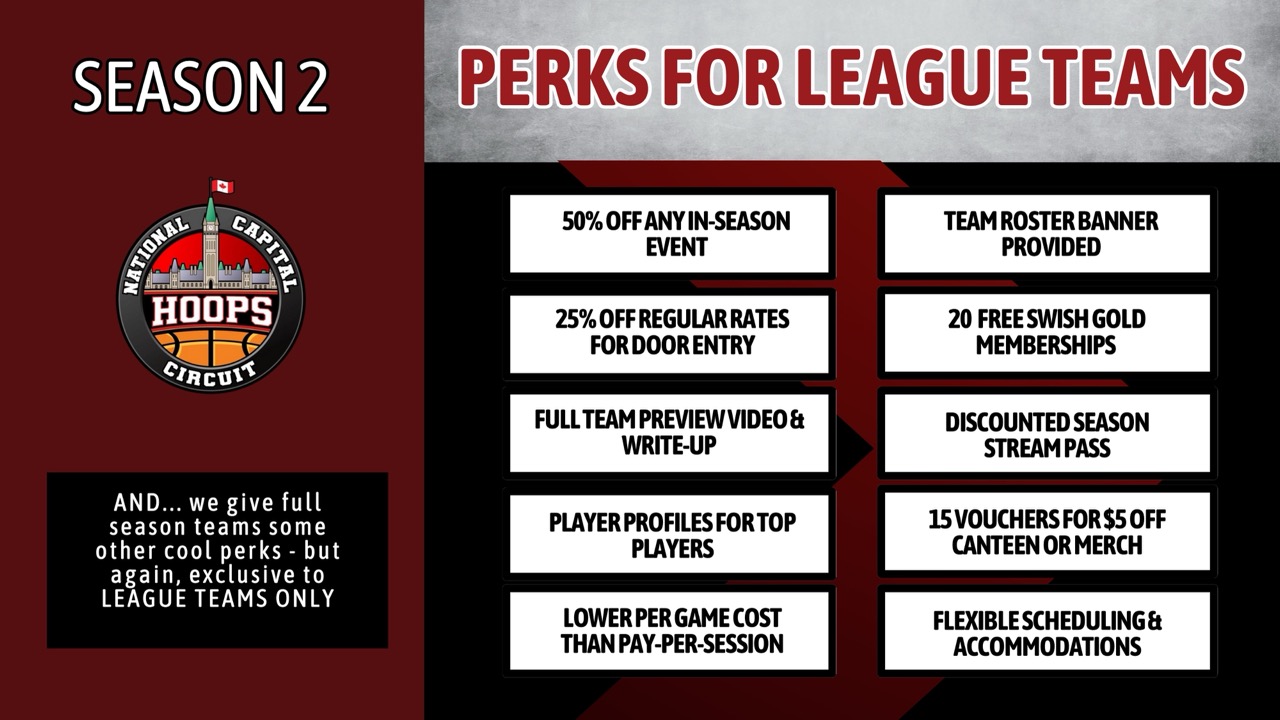 SEASON 2
NATIONAL CAPITAL
HOOPS
CIRCUIT
AND... we give full
season teams some
other cool perks - but
again, exclusive to
LEAGUE TEAMS ONLY
PERKS FOR LEAGUE TEAMS
50% OFF ANY IN-SEASON
EVENT
25% OFF REGULAR RATES
FOR DOOR ENTRY
FULL TEAM PREVIEW VIDEO &
WRITE-UP
PLAYER PROFILES FOR TOP
PLAYERS
LOWER PER GAME COST
THAN PAY-PER-SESSION
TEAM ROSTER BANNER
PROVIDED
20 FREE SWISH GOLD
MEMBERSHIPS
DISCOUNTED SEASON
STREAM PASS
15 VOUCHERS FOR $5 OFF
CANTEEN OR MERCH
FLEXIBLE SCHEDULING &
ACCOMMODATIONS